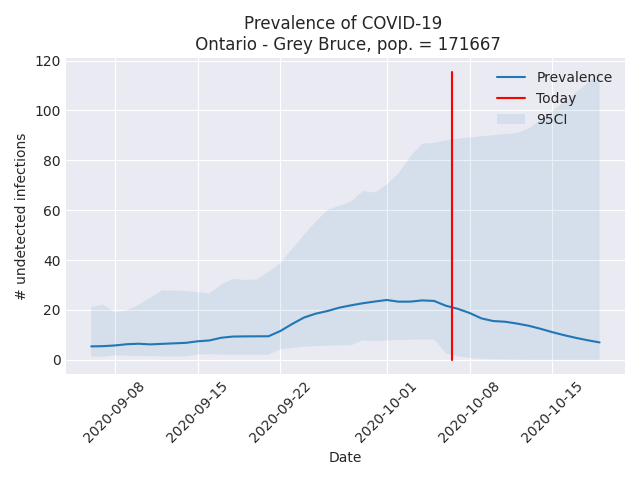 Prevalence of COVID-19
Ontario - Grey Bruce, pop. = 171667
120
100
80
60
40
20
0
# undetected infections
Prevalence
Today
95CI
2020-09-08
2020-09-15
2020-09-22
2020-10-01
2020-10-08
2020-10-15
Date